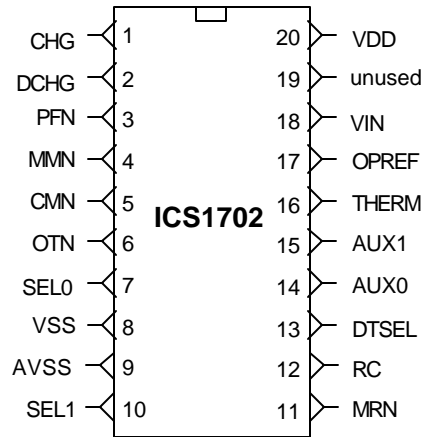 CHG 1 20 VDD
DCHG 2 19 unused
PFN 3 18 VIN
MMN 4 17 OPREF
CMN 5 16 THERM
ICS1702
OTN 6 15 AUX1
SEL0 7 14 AUX0
VSS 8 13 DTSEL
AVSS 9 12 RC
SEL1 10 11 MRN